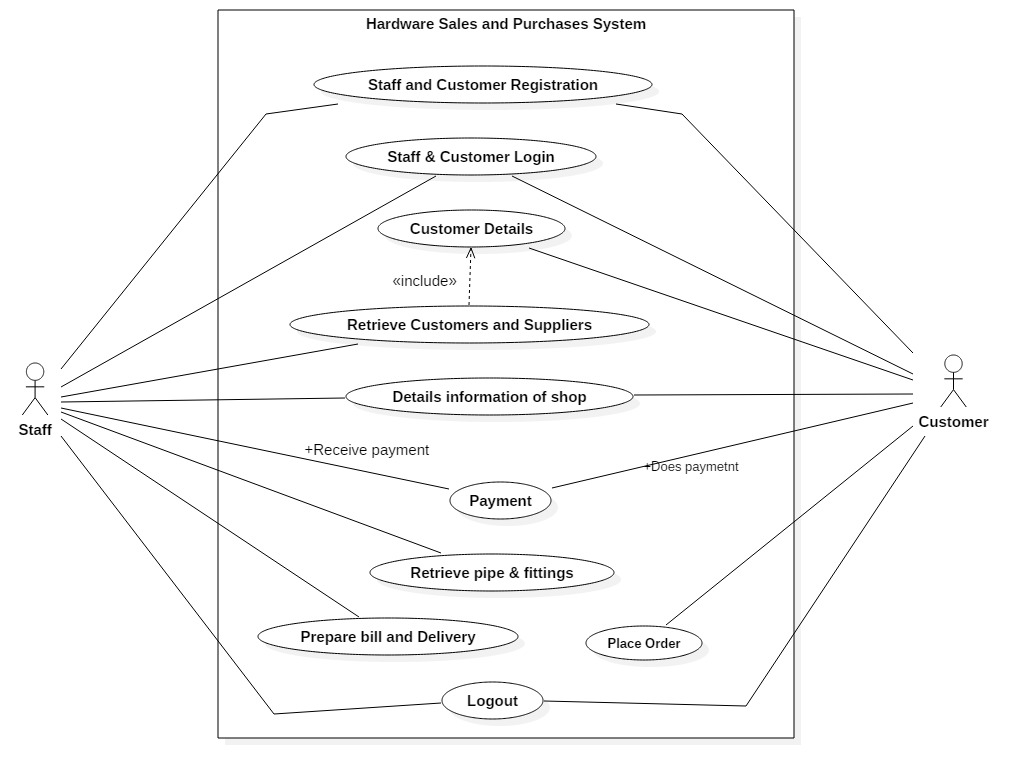 Hardware Sales and Purchases System
Staff and Customer Registration
Staff & Customer Login
Customer Details
«include»
Retrieve Customers and Suppliers
Details information of shop
Staff
Customer
+Receive payment
+Does paymetnt
Payment
Retrieve pipe & fittings
Prepare bill and Delivery
Place Order
Logout